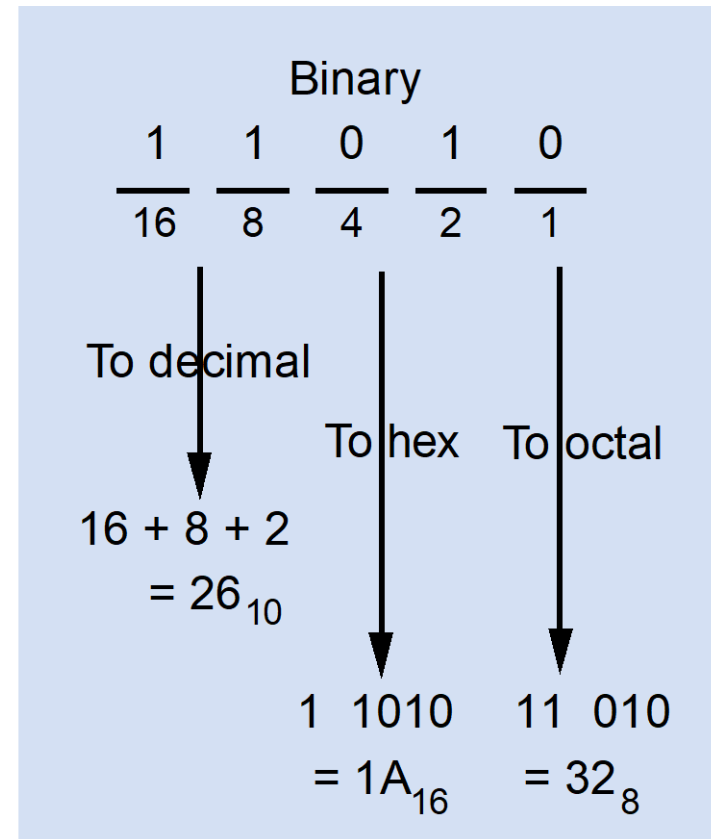 Binary
1 1 0 1 0
16 8 4 2 1
To decimal
To hex To octal
16 + 8 + 2
= 26₁₀
1 1010 11 010
= 1A₁₆ = 32₈